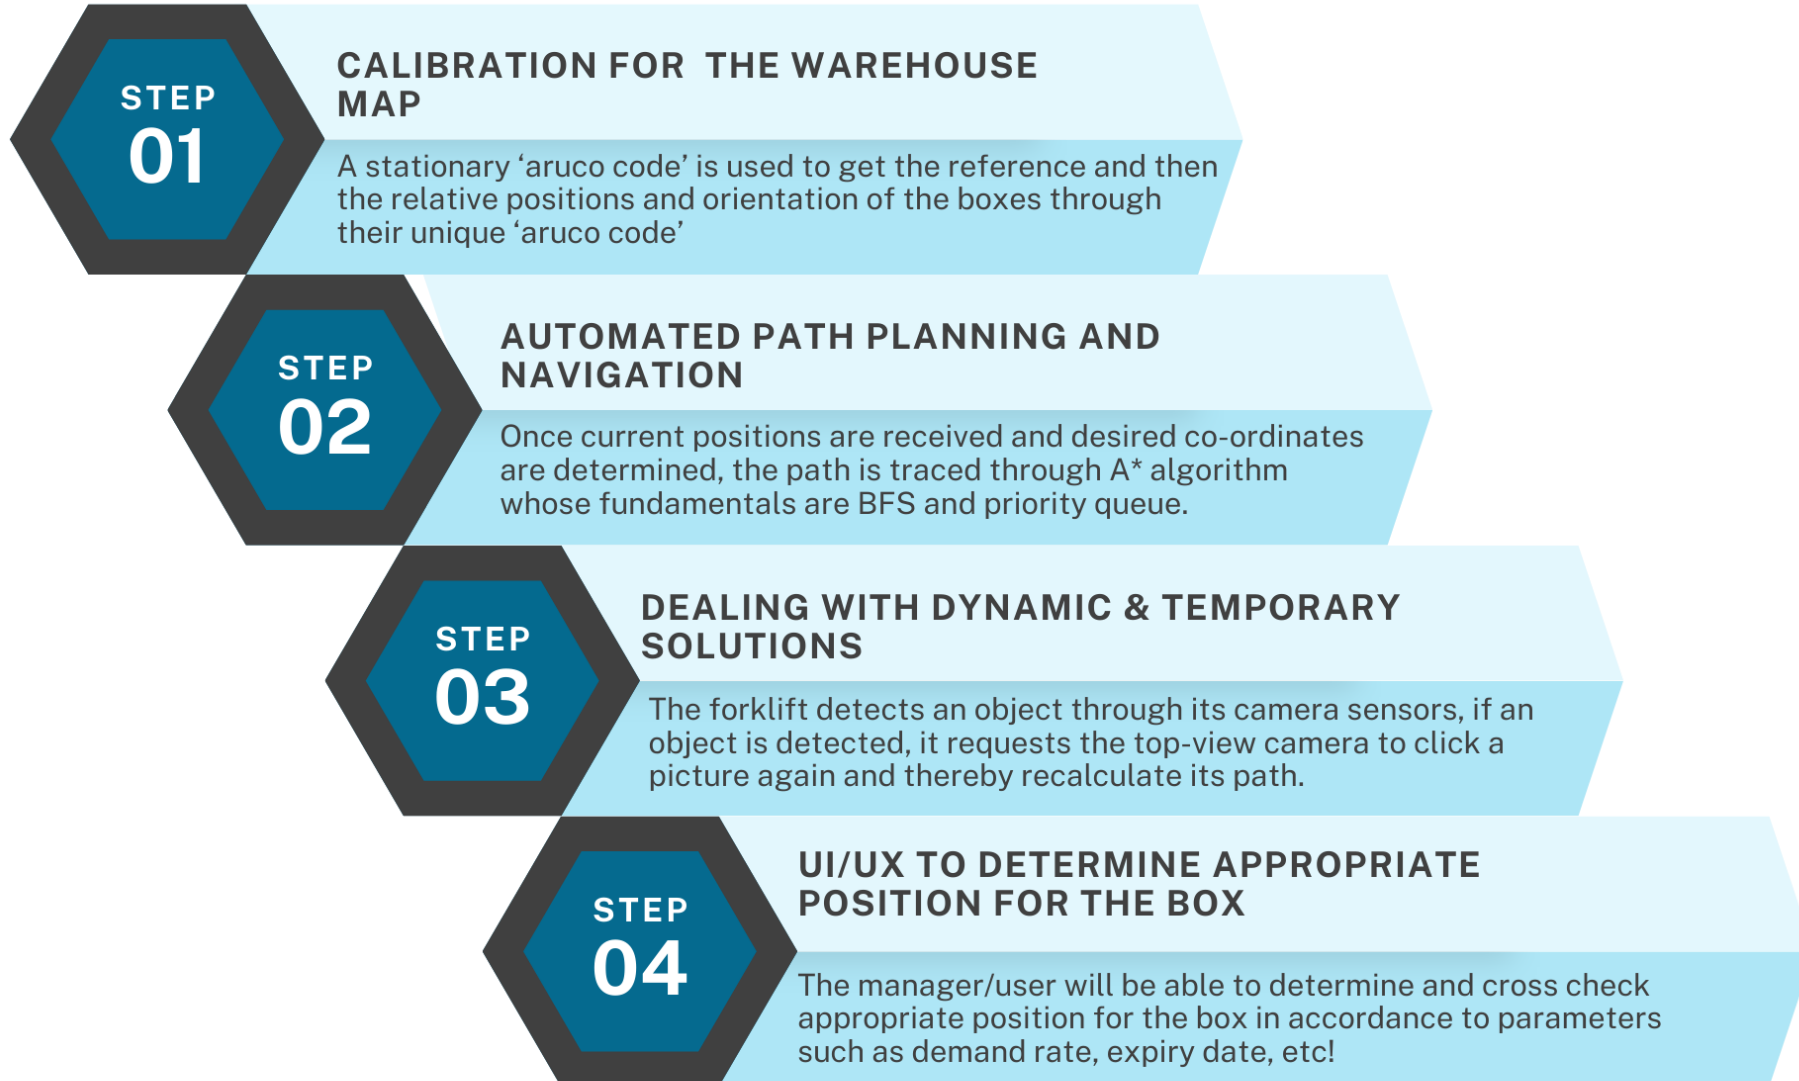 STEP
01
CALIBRATION FOR THE WAREHOUSE
MAP
A stationary ‘aruco code’ is used to get the reference and then
the relative positions and orientation of the boxes through
their unique ‘aruco code’
STEP
02
AUTOMATED PATH PLANNING AND
NAVIGATION
Once current positions are received and desired co-ordinates
are determined, the path is traced through A* algorithm
whose fundamentals are BFS and priority queue.
STEP
03
DEALING WITH DYNAMIC & TEMPORARY
SOLUTIONS
The forklift detects an object through its camera sensors, if an
object is detected, it requests the top-view camera to click a
picture again and thereby recalculate its path.
STEP
04
UI/UX TO DETERMINE APPROPRIATE
POSITION FOR THE BOX
The manager/user will be able to determine and cross check
appropriate position for the box in accordance to parameters
such as demand rate, expiry date, etc!